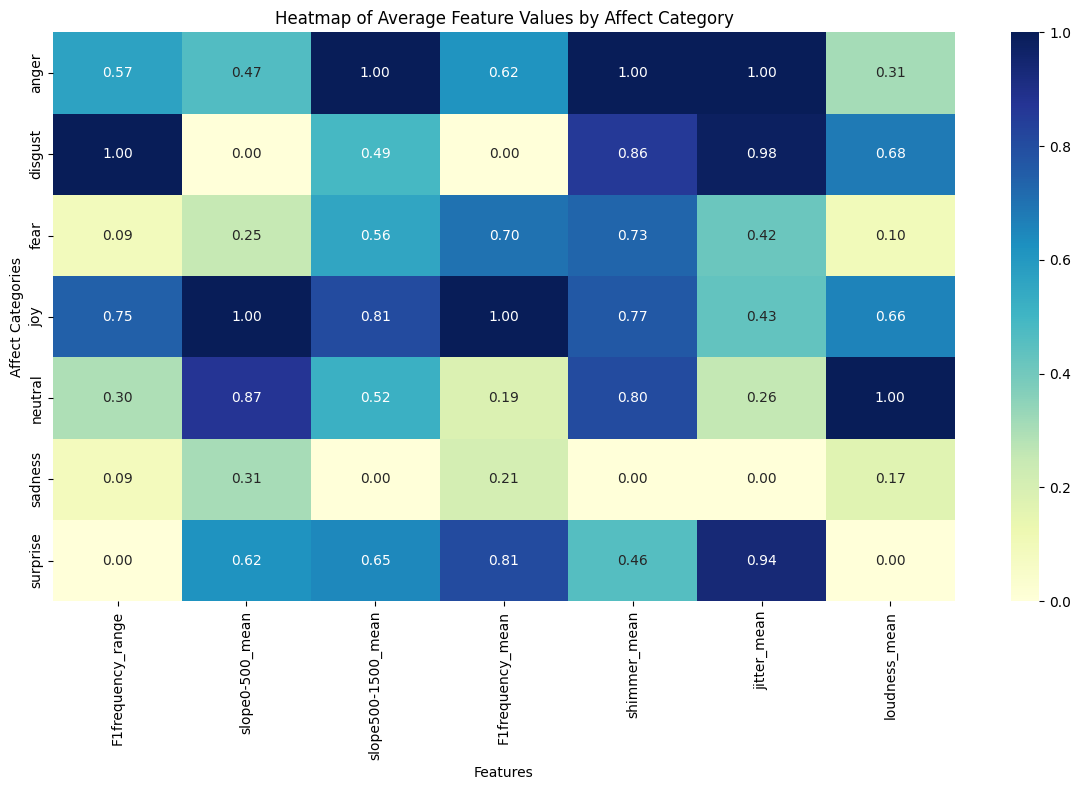 Heatmap of Average Feature Values by Affect Category
Affect Categories
anger 0.57 0.47 1.00 0.62 1.00 1.00 0.31
disgust 1.00 0.00 0.49 0.00 0.86 0.98 0.68
fear 0.09 0.25 0.56 0.70 0.73 0.42 0.10
joy 0.75 1.00 0.81 1.00 0.77 0.43 0.66
neutral 0.30 0.87 0.52 0.19 0.80 0.26 1.00
sadness 0.09 0.31 0.00 0.21 0.00 0.00 0.17
surprise 0.00 0.62 0.65 0.81 0.46 0.94 0.00
F1frequency_range slope0-500_mean slope500-1500_mean F1frequency_mean shimmer_mean jitter_mean loudness_mean
Features
1.0
0.8
0.6
0.4
0.2
0.0